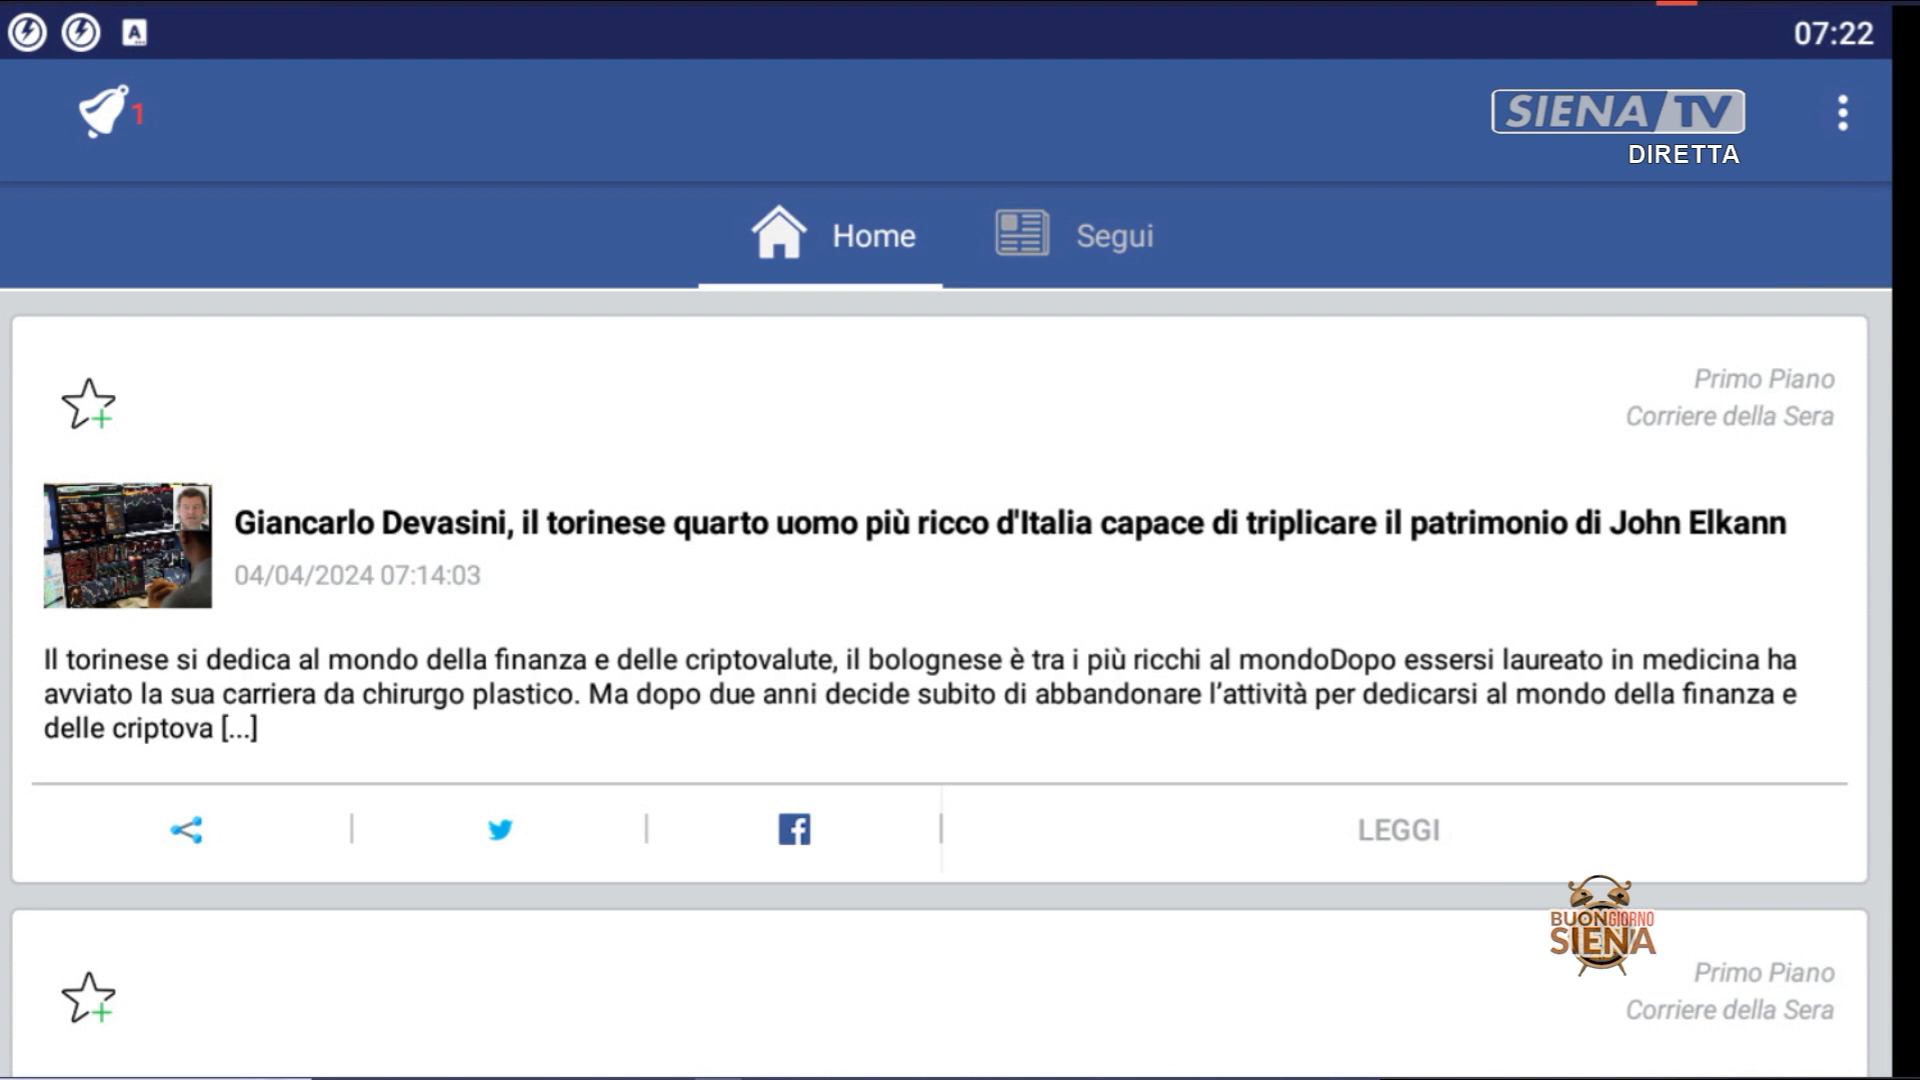 A
07:22
1
SIENA TV
DIRETTA
Home
Segui
Primo Piano
Corriere della Sera
Giancarlo Devasini, il torinese quarto uomo più ricco d'Italia capace di triplicare il patrimonio di John Elkann
04/04/2024 07:14:03
Il torinese si dedica al mondo della finanza e delle criptovalute, il bolognese è tra i più ricchi al mondoDopo essersi laureato in medicina ha
avviato la sua carriera da chirurgo plastico. Ma dopo due anni decide subito di abbandonare l’attività per dedicarsi al mondo della finanza e
delle criptova [...]
LEGGI
BUONGIORNO
SIENA
Primo Piano
Corriere della Sera